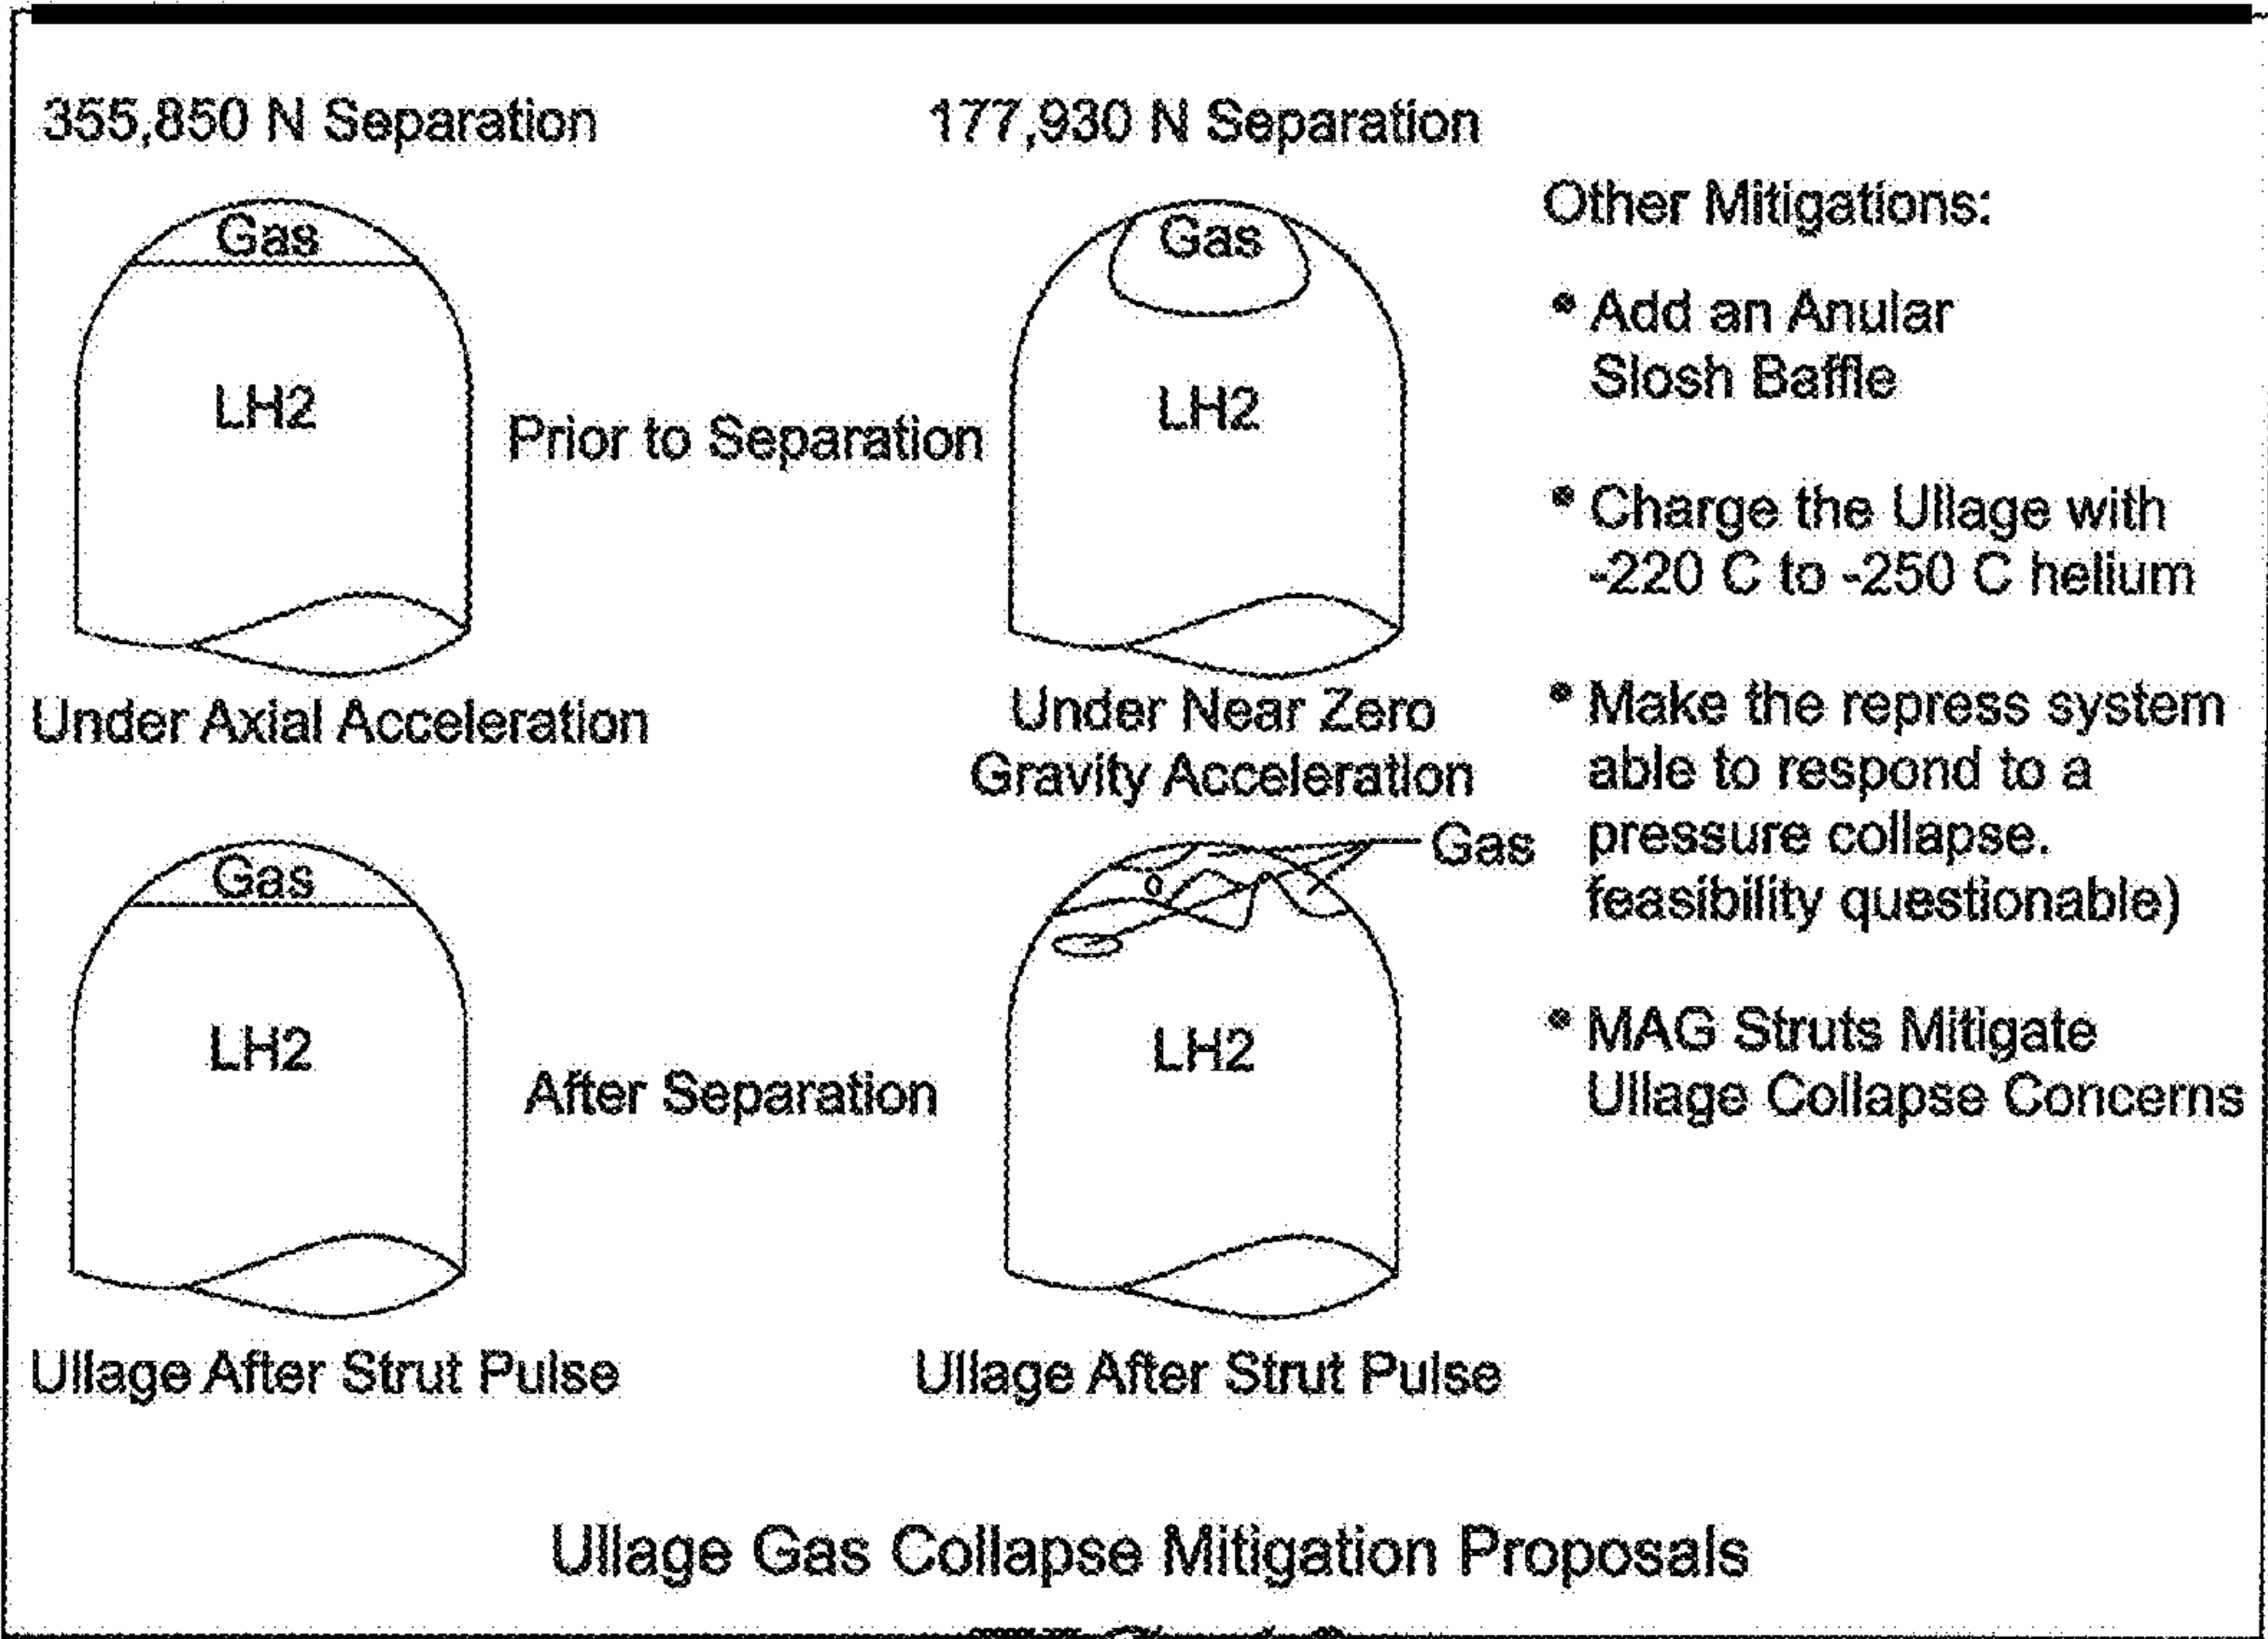 355,850 N Separation
177,930 N Separation
Gas
Gas
LH2
LH2
Prior to Separation
Under Axial Acceleration
Under Near Zero
Gravity Acceleration
Gas
Gas
LH2
LH2
After Separation
Ullage After Strut Pulse
Ullage After Strut Pulse
Other Mitigations:
• Add an Anular
Slosh Baffle
• Charge the Ullage with
-220 C to -250 C helium
• Make the repress system
able to respond to a
pressure collapse.
feasibility questionable)
• MAG Struts Mitigate
Ullage Collapse Concerns
Ullage Gas Collapse Mitigation Proposals